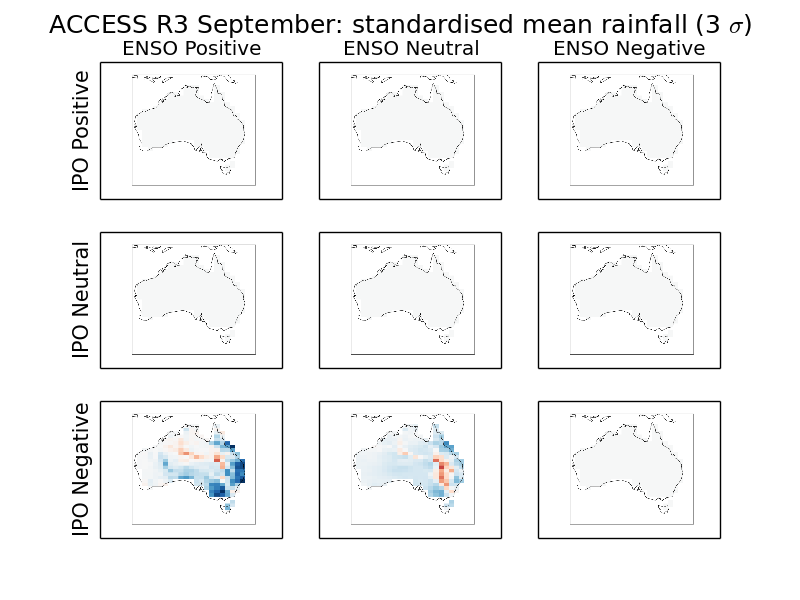 ACCESS R3 September: standardised mean rainfall (3 σ)
ENSO Positive ENSO Neutral ENSO Negative
IPO Positive
IPO Neutral
IPO Negative